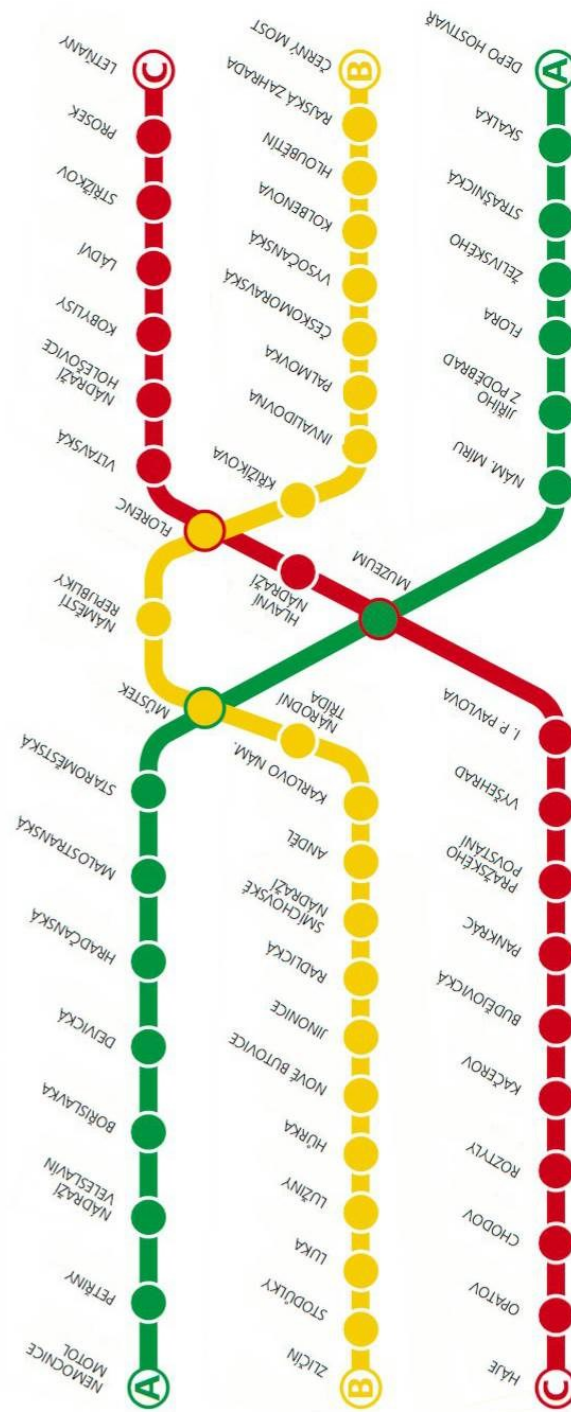 C
LETŇANY
PROSEK
STŘÍŽKOV
LÁDVÍ
KOBYLISY
NÁDRAŽÍ
HOLEŠOVICE
VLTAVSKÁ
FLORENC
HLAVNÍ
NÁDRAŽÍ
MUZEUM
I. P. PAVLOVA
VYŠEHRAD
PRAŽSKÉHO
POVSTÁNÍ
PANKRÁC
BUDĚJOVICKÁ
KAČEROV
ROZTYLY
CHODOV
OPATOV
HÁJE
C
B
ČERNÝ MOST
RAJSKÁ ZAHRADA
HLOUBĚTÍN
KOLBENOVA
VYSOČANSKÁ
ČESKOMORAVSKÁ
PALMOVKA
INVALIDOVNA
KŘIŽÍKOVA
NÁMĚSTÍ
REPUBLIKY
MŮSTEK
NÁRODNÍ
TŘÍDA
KARLOVO NÁM.
ANDĚL
SMÍCHOVSKÉ
NÁDRAŽÍ
RADLICKÁ
JINONICE
NOVÉ BUTOVICE
HŮRKA
LUŽINY
LUKA
STODŮLKY
ZLIČÍN
B
A
DEPO HOSTIVAŘ
SKALKA
STRAŠNICKÁ
ŽELIVSKÉHO
FLORA
JIŘÍHO
Z PODĚBRAD
NÁM. MÍRU
STAROMĚSTSKÁ
MALOSTRANSKÁ
HRADČANSKÁ
DEJVICKÁ
BOŘISLAVKA
NÁDRAŽÍ
VELESLAVÍN
PETŘINY
NEMOCNICE
MOTOL
A